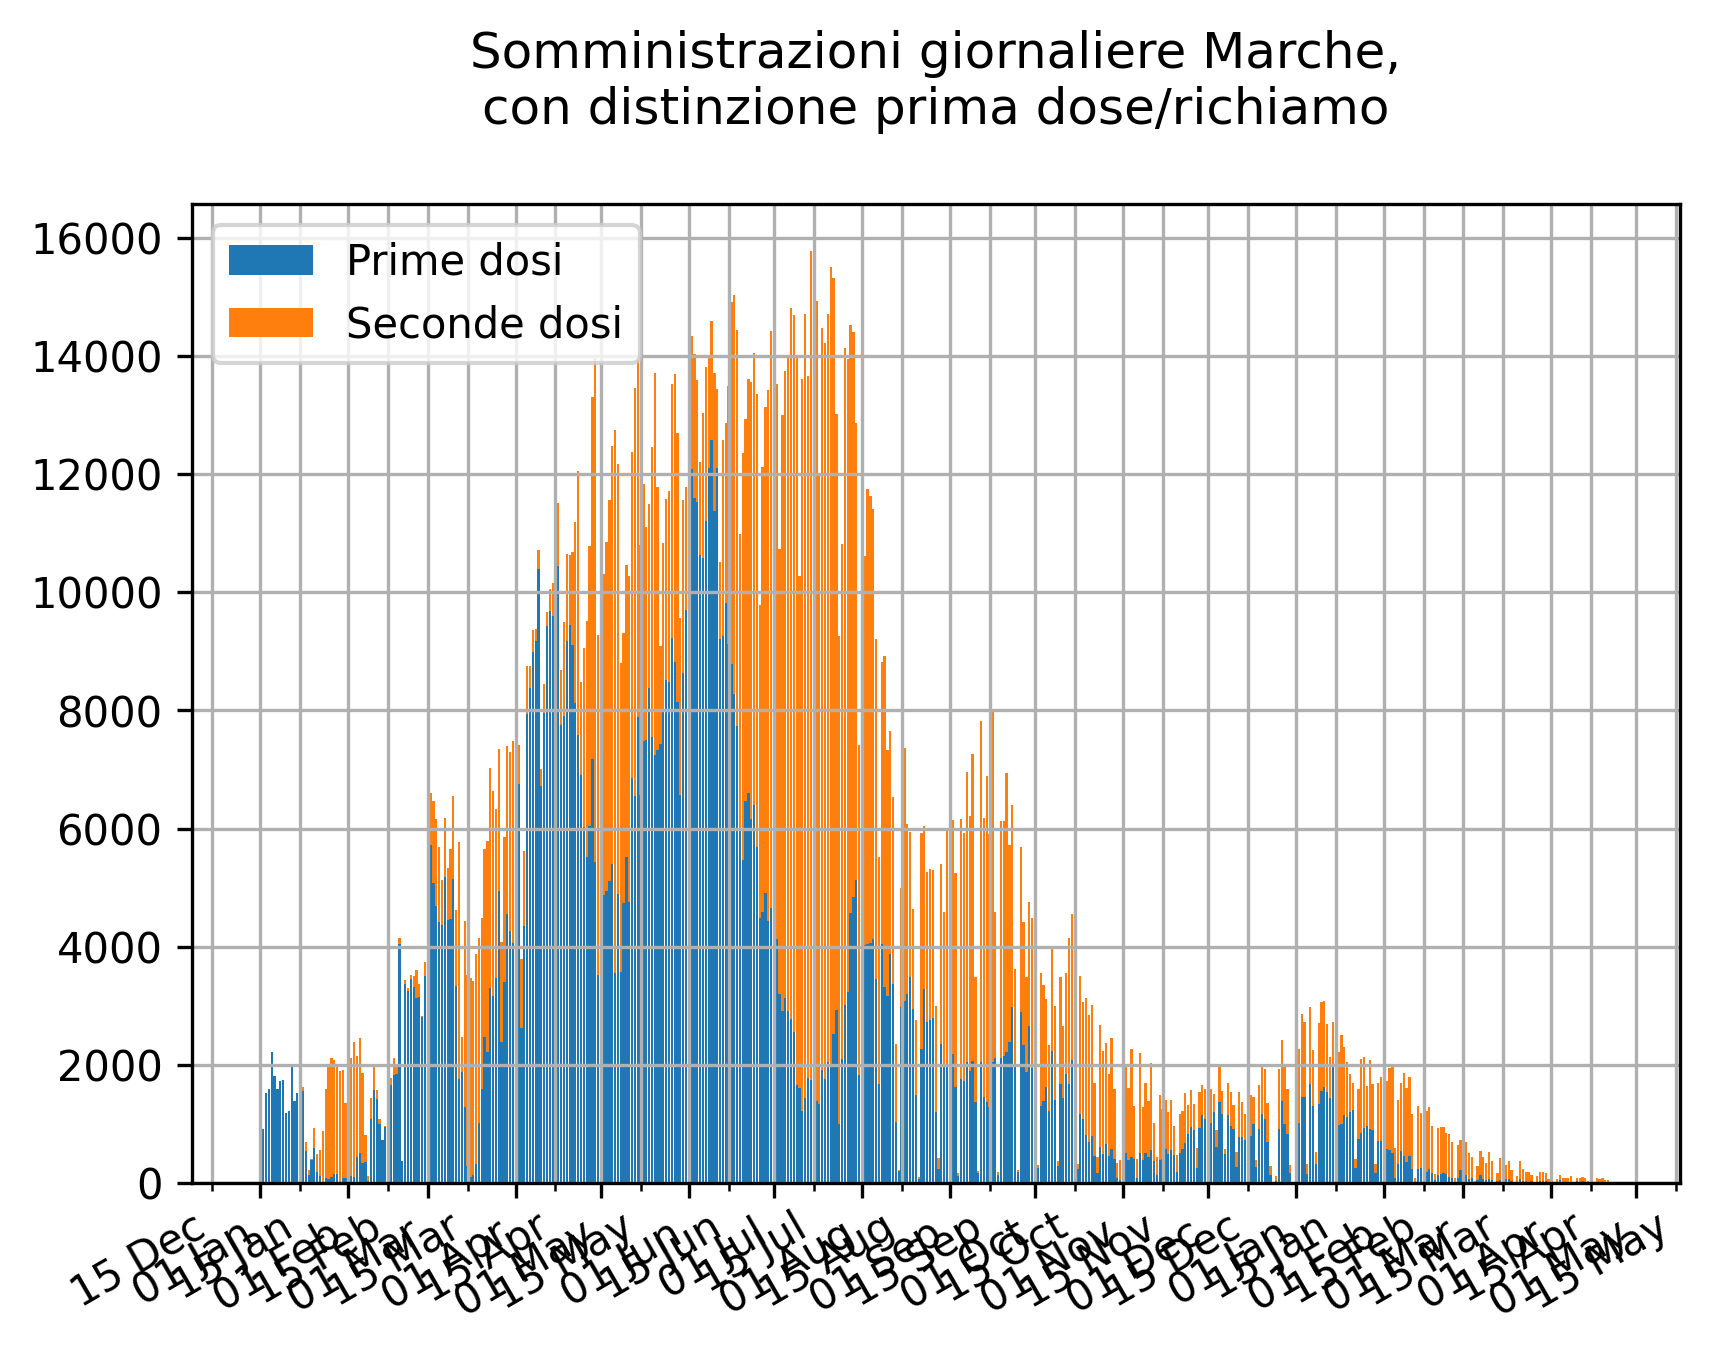 Somministrazioni giornaliere Marche,
con distinzione prima dose/richiamo
Prime dosi
Seconde dosi
16000
14000
12000
10000
8000
6000
4000
2000
0
15 Dec
01 Jan
15 Jan
01 Feb
15 Feb
01 Mar
15 Mar
01 Apr
15 Apr
01 May
15 May
01 Jun
15 Jun
01 Jul
15 Jul
01 Aug
15 Aug
01 Sep
15 Sep
01 Oct
15 Oct
01 Nov
15 Nov
01 Dec
15 Dec
01 Jan
15 Jan
01 Feb
15 Feb
01 Mar
15 Mar
01 Apr
15 Apr
01 May
15 May